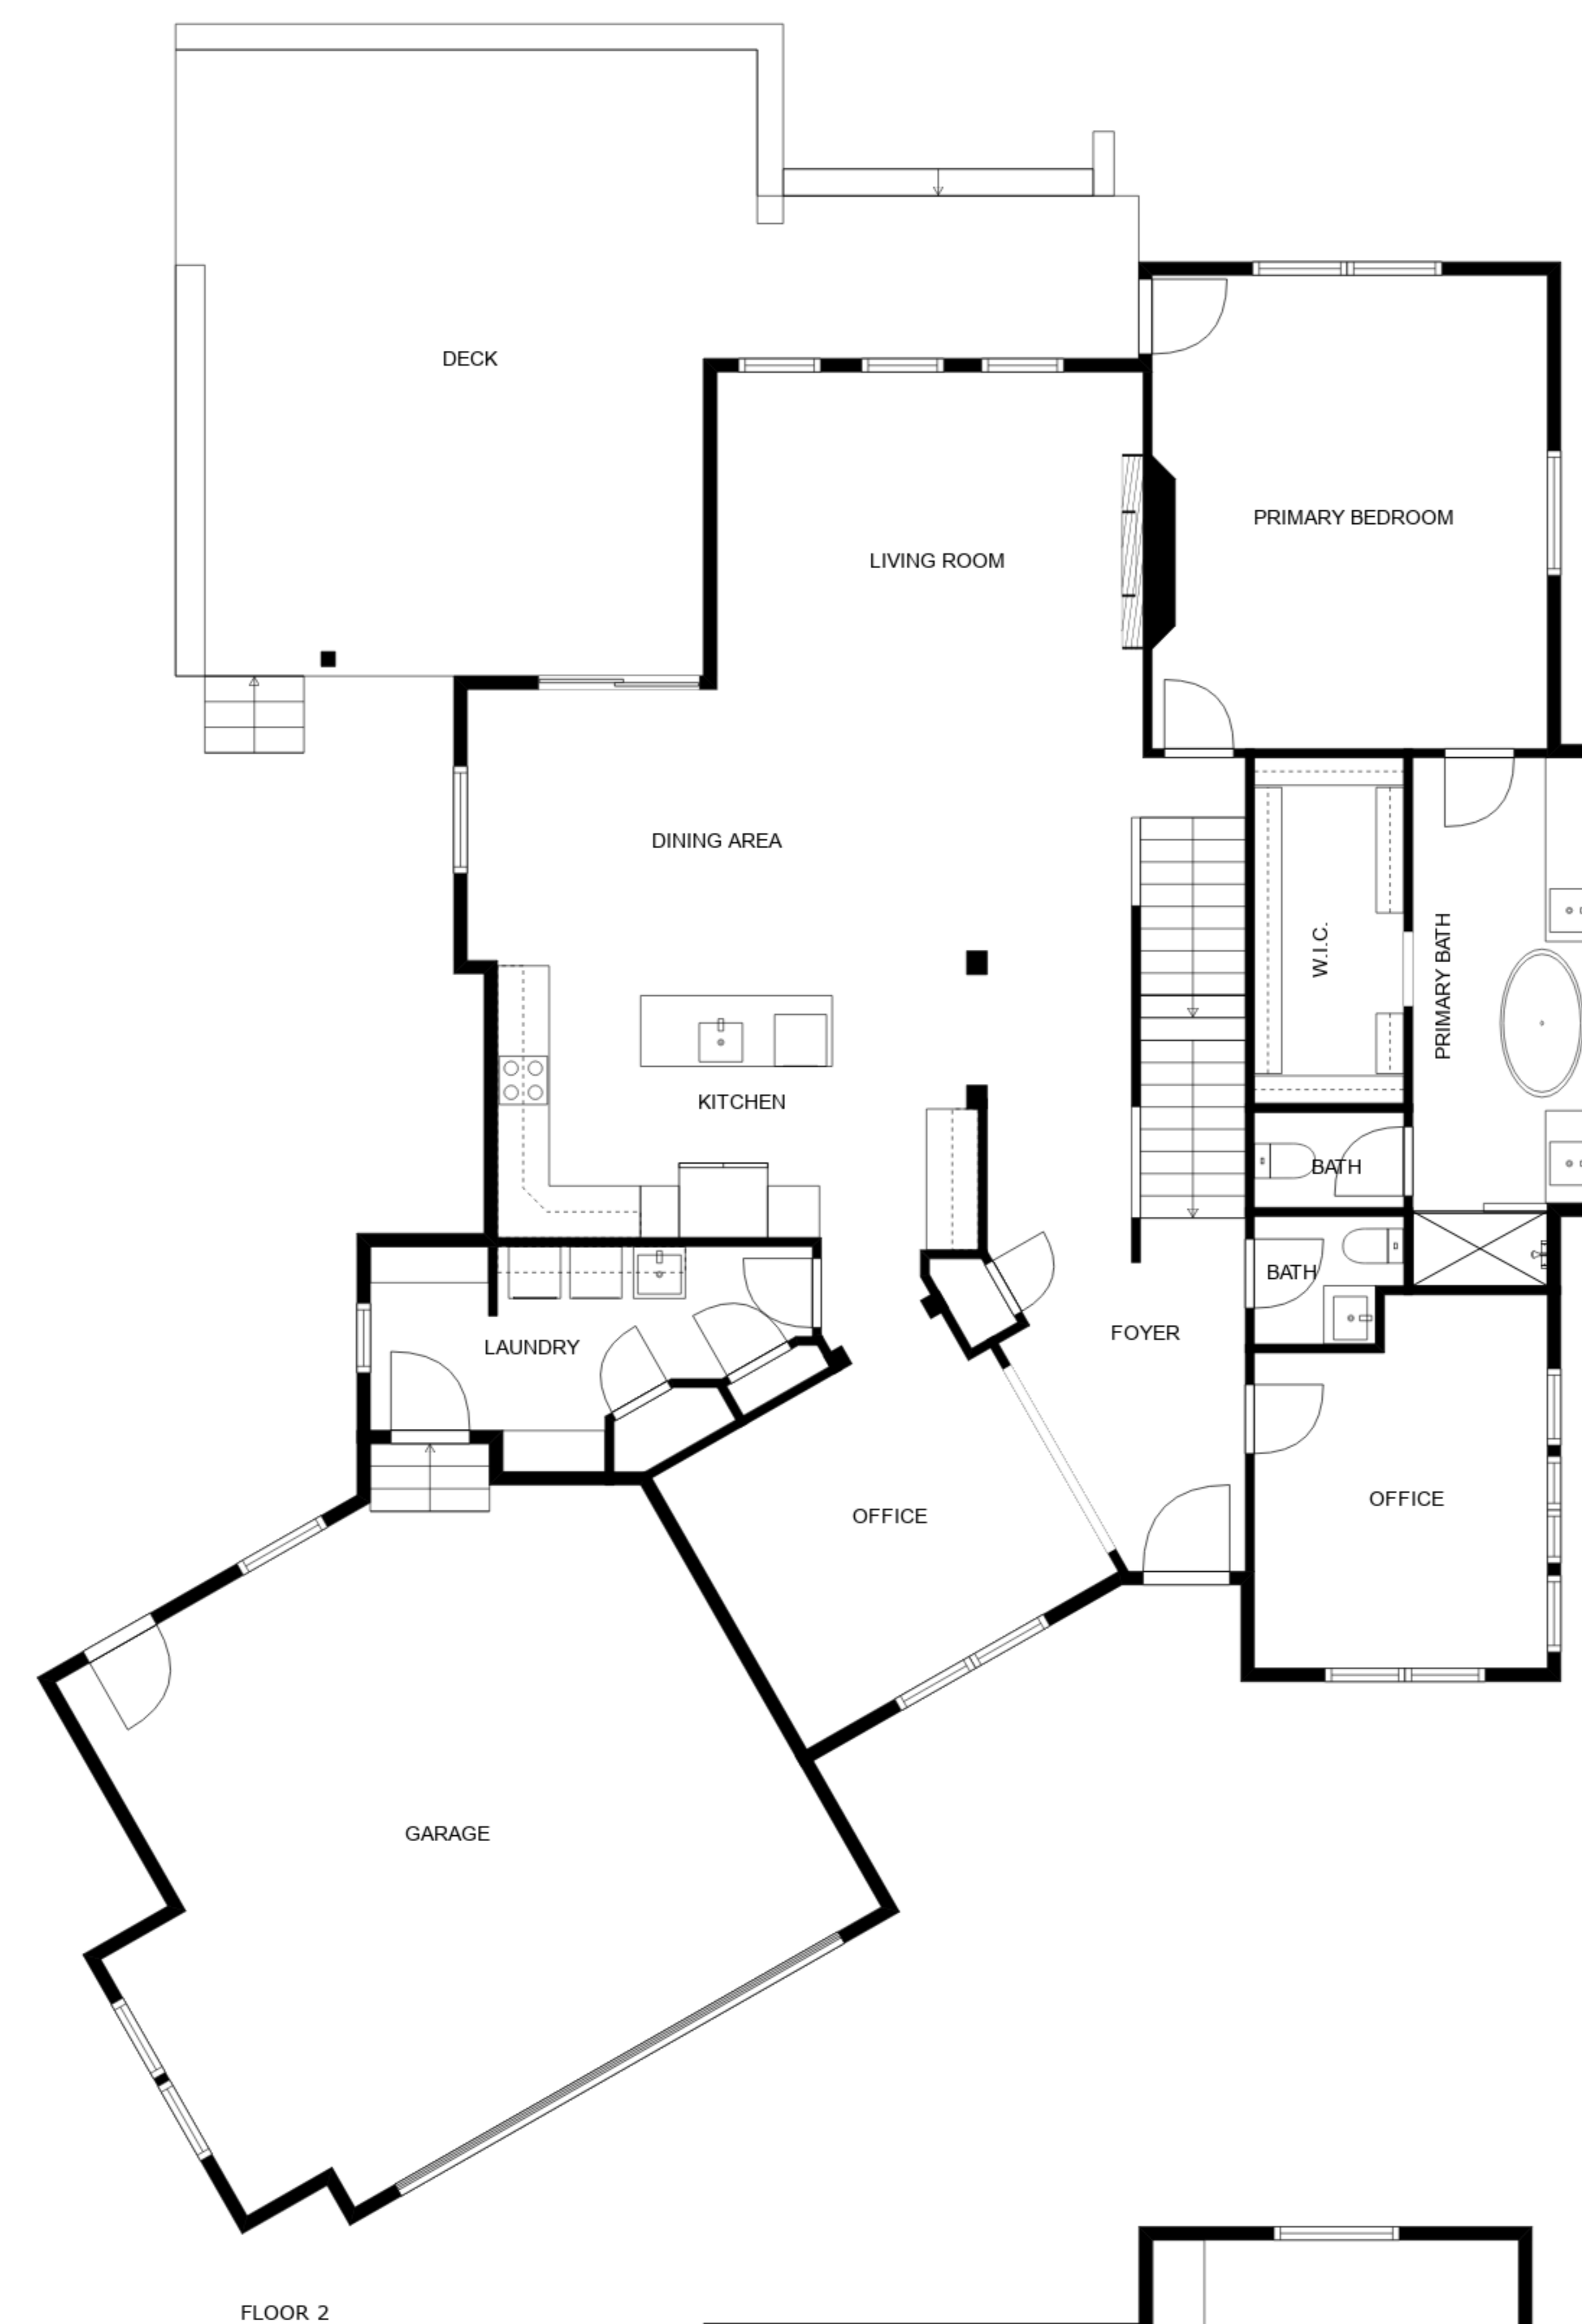 DECK
PRIMARY BEDROOM
LIVING ROOM
DINING AREA
W.I.C.
PRIMARY BATH
KITCHEN
BATH
BATH
FOYER
LAUNDRY
OFFICE
OFFICE
GARAGE
FLOOR 2